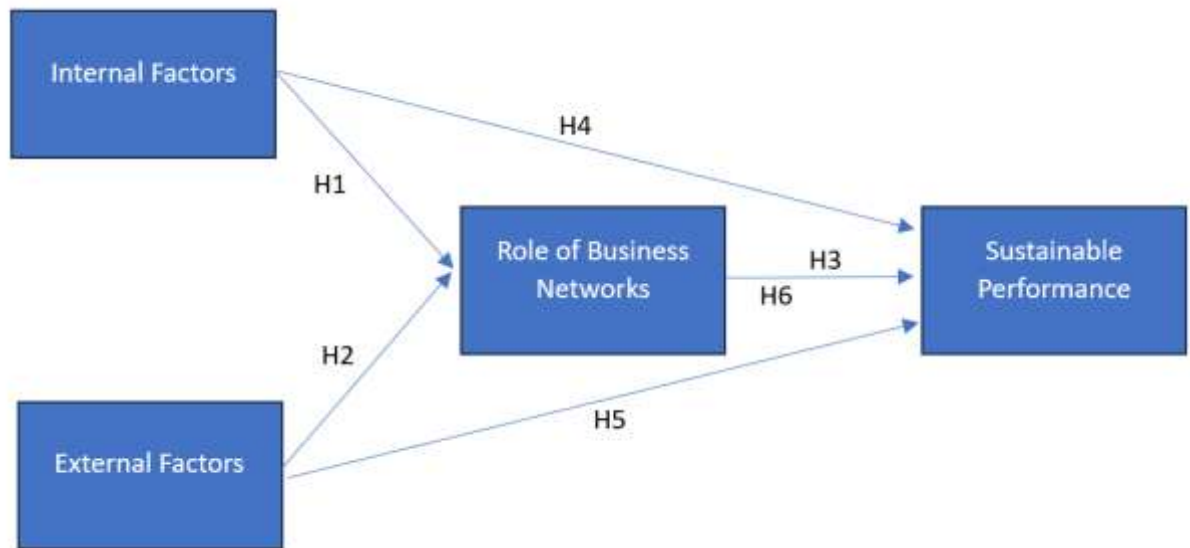 Internal Factors
H4
H1
Role of Business
Networks
H3
H6
Sustainable
Performance
H2
H5
External Factors